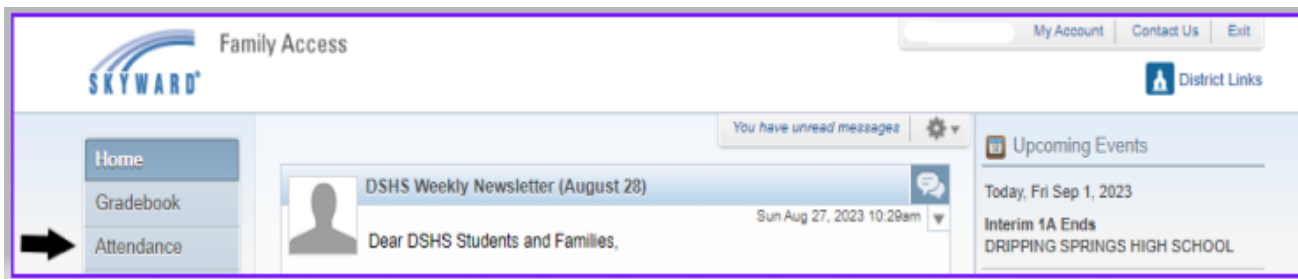 SKYWARD®
Family Access
My Account Contact Us Exit
District Links
Home
Gradebook
Attendance
You have unread messages
DSHS Weekly Newsletter (August 28)
Sun Aug 27, 2023 10:29am
Dear DSHS Students and Families,
Upcoming Events
Today, Fri Sep 1, 2023
Interim 1A Ends
DRIPPING SPRINGS HIGH SCHOOL